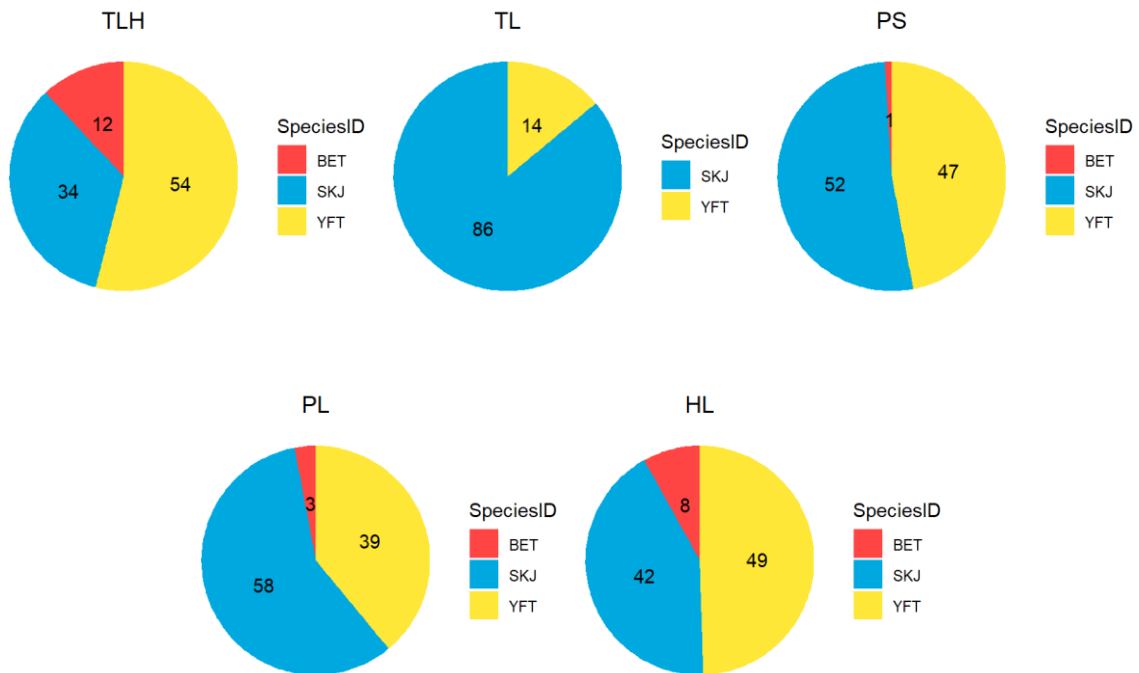 TLH
12
34
54
SpeciesID
BET
SKJ
YFT
TL
14
86
SpeciesID
SKJ
YFT
PS
1
52
47
SpeciesID
BET
SKJ
YFT
PL
3
39
58
SpeciesID
BET
SKJ
YFT
HL
8
42
49
SpeciesID
BET
SKJ
YFT